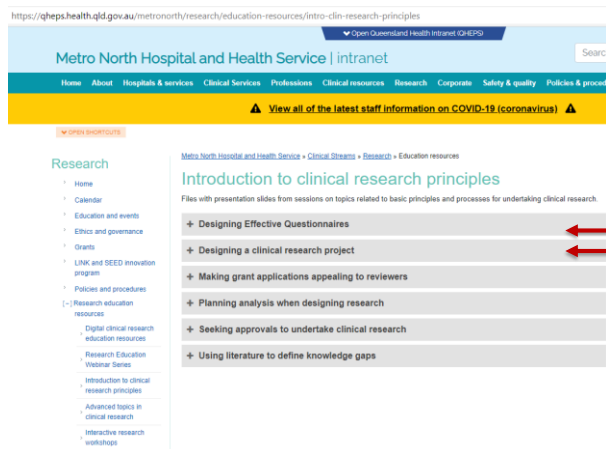 https://qheps.health.qld.gov.au/metronorth/research/education-resources/intro-clin-research-principles
Open Queensland Health Intranet (QHEPS)
Metro North Hospital and Health Service | intranet
Searc
Home About Hospitals & services Clinical Services Professions Clinical resources Research Corporate Safety & quality Policies & proced
View all of the latest staff information on COVID-19 (coronavirus)
OPEN SHORTCUTS
Metro North Hospital and Health Service » Clinical Streams » Research » Education resources
Research
Home
Calendar
Education and events
Ethics and governance
Grants
LINK and SEED innovation
program
Policies and procedures
[-] Research education
resources
Digital clinical research
education resources
Research Education
Webinar Series
Introduction to clinical
research principles
Advanced topics in
clinical research
Interactive research
workshops
Introduction to clinical research principles
Files with presentation slides from sessions on topics related to basic principles and processes for undertaking clinical research.
+ Designing Effective Questionnaires
+ Designing a clinical research project
+ Making grant applications appealing to reviewers
+ Planning analysis when designing research
+ Seeking approvals to undertake clinical research
+ Using literature to define knowledge gaps